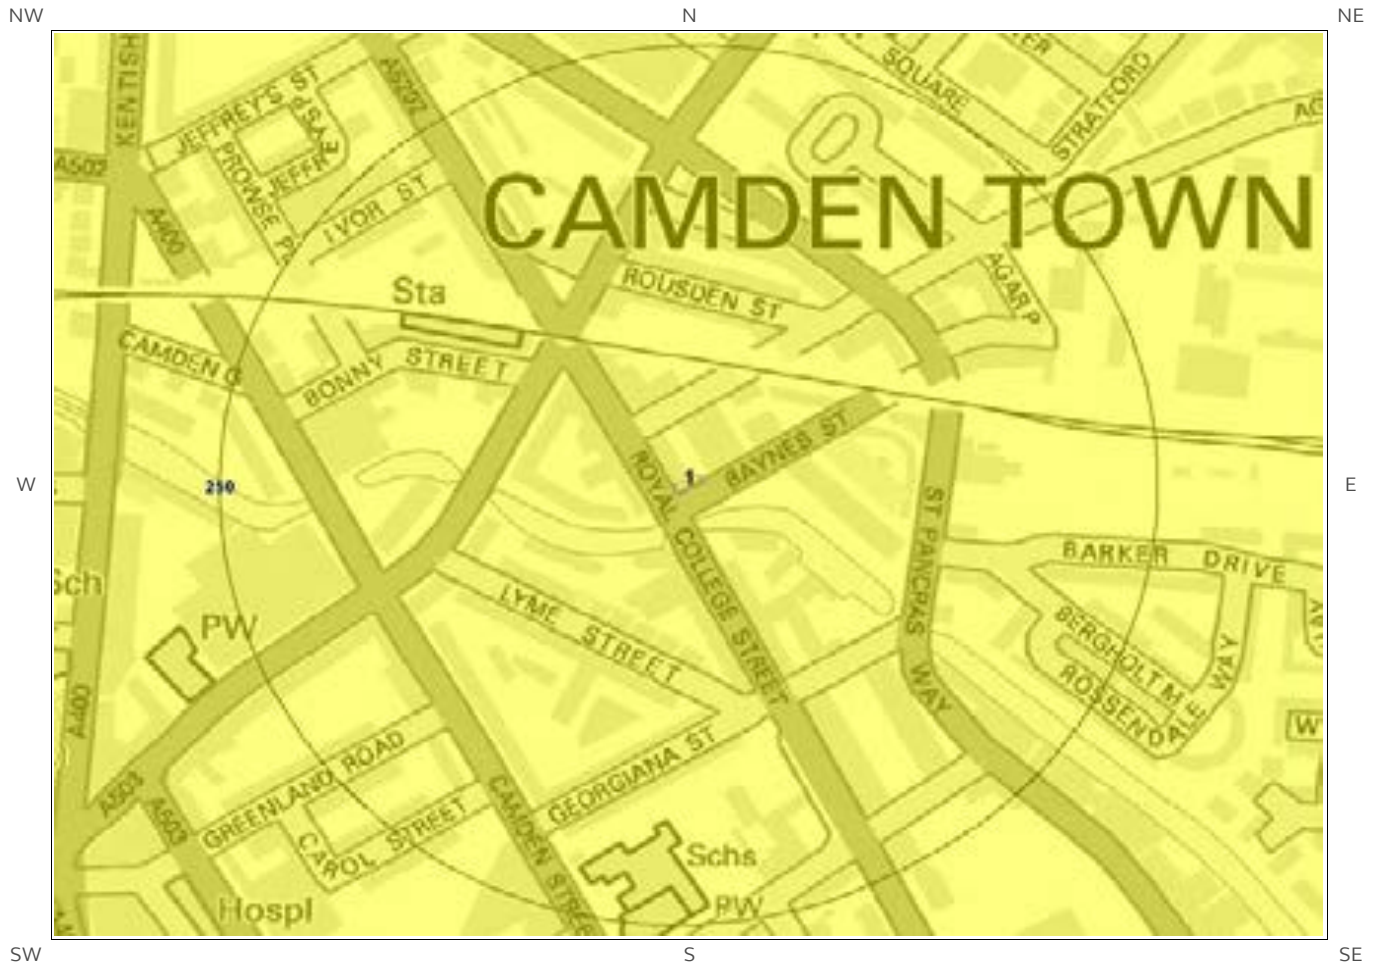 NW N NE
KENTISH
A5202
SQUARE
STRATFORD
JEFFREY'S ST
A502
PROWSE PL
IVOR ST
A400
CAMDEN TOWN
AGAR P
Sta
ROUSDEN ST
CAMDEN G
BONNY STREET
BAYNES ST
W 250 1 E
ROYAL COLLEGE STREET
ST PANCRAS WAY
BARKER DRIVE
LYME STREET
BERGHOLT M
ROSSENDALE WAY
Sch
PW
A400
W
GREENLAND ROAD
GEORGIANA ST
CAMDEN STREE
A503
A503
CAROL STREET
Schs
Hospl
PW
SW S SE